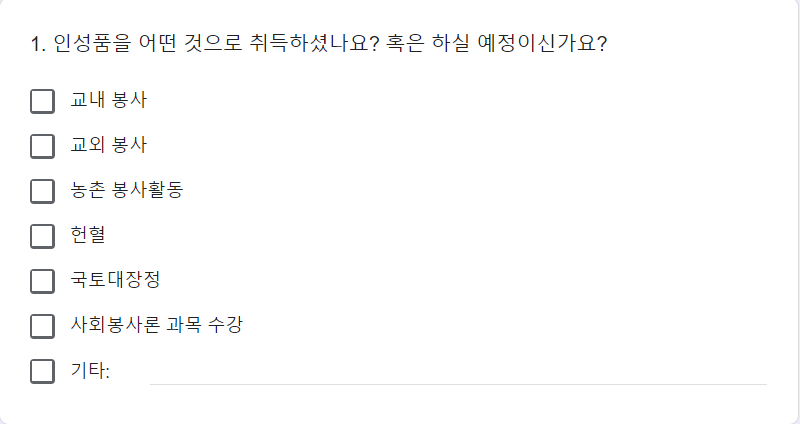 1. 인성품을 어떤 것으로 취득하셨나요? 혹은 하실 예정이신가요?
교내 봉사
교외 봉사
농촌 봉사활동
헌혈
국토대장정
사회봉사론 과목 수강
기타: